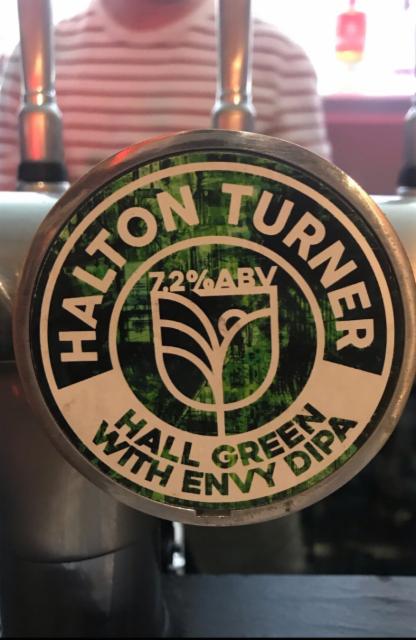 HALTON TURNER
7.2%ABV
HALL GREEN
WITH ENVY DIPA